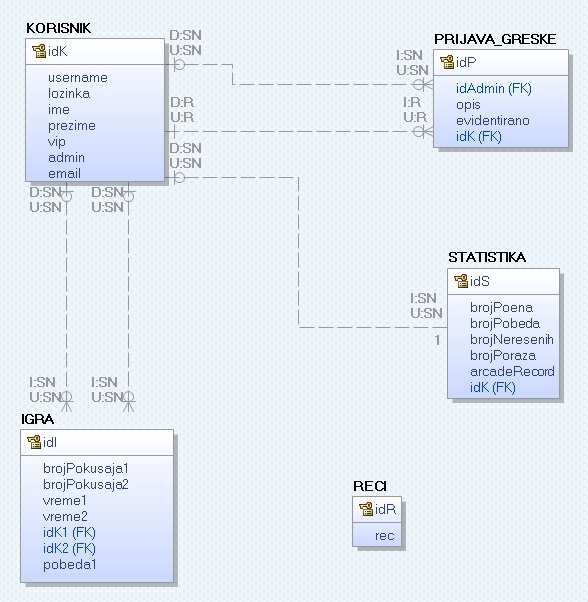 KORISNIK
idK
username
lozinka
ime
prezime
vip
admin
email
D:SN
U:SN
D:R
U:R
D:SN
U:SN
D:SN
U:SN
D:SN
U:SN
PRIJAVA_GRESKE
I:SN
U:SN
I:R
U:R
idP
idAdmin (FK)
opis
evidentirano
idK (FK)
STATISTIKA
I:SN
U:SN
1
idS
brojPoena
brojPobeda
brojNeresenih
brojPoraza
arcadeRecord
idK (FK)
I:SN
U:SN
I:SN
U:SN
IGRA
idI
brojPokusaja1
brojPokusaja2
vreme1
vreme2
idK1 (FK)
idK2 (FK)
pobeda1
RECI
idR
rec